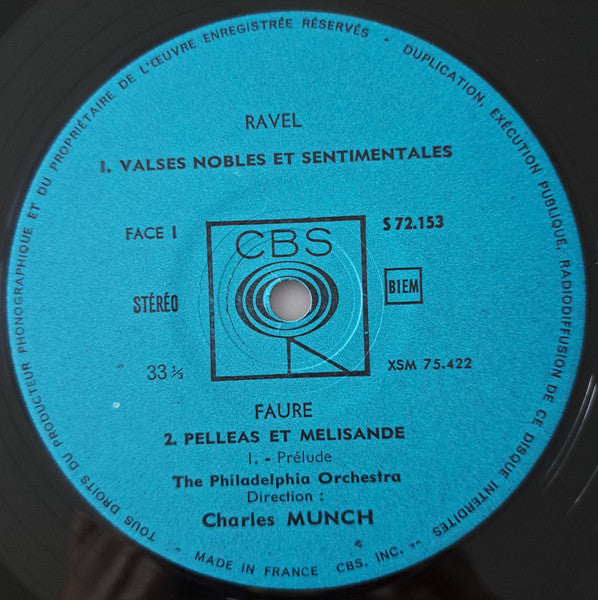 TOUS DROITS DU PRODUCTEUR PHONOGRAPHIQUE ET DU PROPRIÉTAIRE DE L'ŒUVRE ENREGISTRÉE RÉSERVÉS - DUPLICATION, EXÉCUTION PUBLIQUE, RADIODIFFUSION DE CE DISQUE INTERDITES
RAVEL
1. VALSES NOBLES ET SENTIMENTALES
FACE 1
CBS
S 72.153
STÉRÉO
BIEM
33 ⅓
XSM 75.422
FAURE
2. PELLEAS ET MELISANDE
1. - Prélude
The Philadelphia Orchestra
Direction :
Charles MUNCH
- MADE IN FRANCE CBS, INC. -